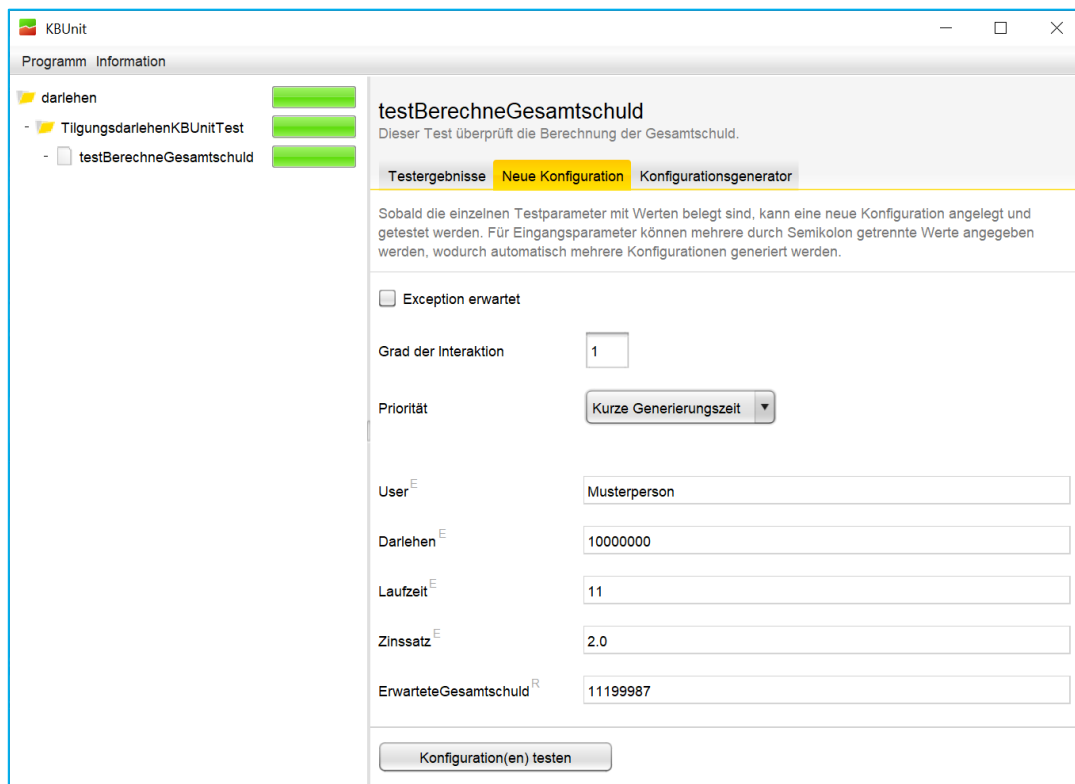 KBUnit
Programm Information
darlehen
- TilgungsdarlehenKBUnitTest
- testBerechneGesamtschuld
testBerechneGesamtschuld
Dieser Test überprüft die Berechnung der Gesamtschuld.
Testergebnisse Neue Konfiguration Konfigurationsgenerator
Sobald die einzelnen Testparameter mit Werten belegt sind, kann eine neue Konfiguration angelegt und
getestet werden. Für Eingangsparameter können mehrere durch Semikolon getrennte Werte angegeben
werden, wodurch automatisch mehrere Konfigurationen generiert werden.
Exception erwartet
Grad der Interaktion 1
Priorität Kurze Generierungszeit
User E Musterperson
Darlehen E 10000000
Laufzeit E 11
Zinssatz E 2.0
ErwarteteGesamtschuld R 11199987
Konfiguration(en) testen